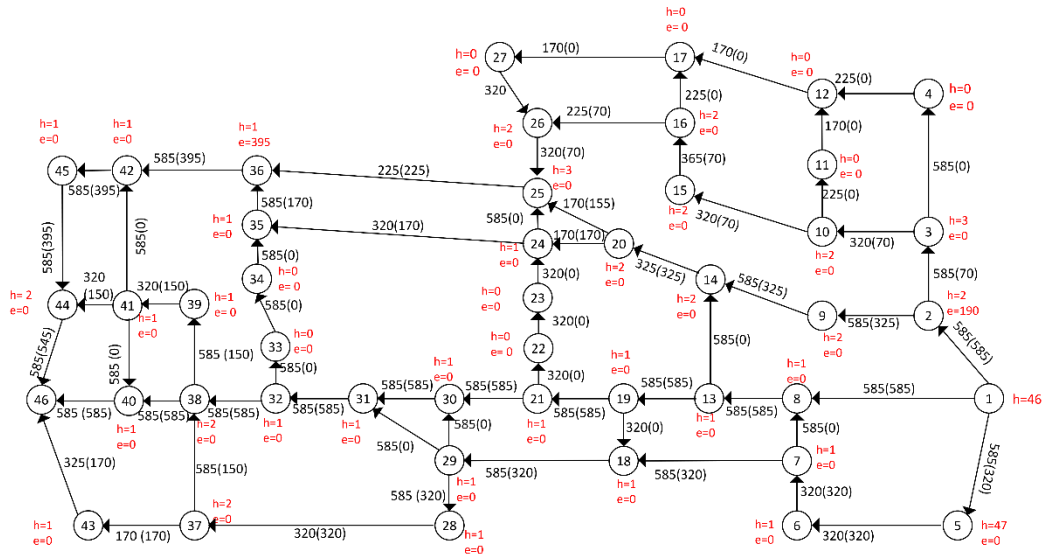 h=0
e= 0
h=0
e= 0
27
170(0)
17
170(0)
h=0
e= 0
12
225(0)
4
h=0
e= 0
320
225(0)
h=1
e=0
h=1
e=0
h=1
e=395
h=2
e=0
26
225(70)
16
h=2
e=0
170(0)
585(0)
45
585(395)
42
585(395)
36
225(225)
320(70)
h=3
e=0
25
365(70)
11
h=0
e= 0
15
h=2
e=0
320(70)
225(0)
585(170)
170(155)
585(0)
h=1
e=0
35
320(170)
24
h=1
e=0
170(170)
20
h=2
e=0
10
h=2
e=0
320(70)
3
h=3
e=0
585(395)
585(0)
585(0)
34
h=0
e= 0
320(0)
325(325)
14
h=2
e=0
585(325)
585(70)
h= 2
e=0
44
320
(150)
41
h=1
e=0
320(150)
39
h=1
e= 0
h=0
e= 0
23
9
h=2
e=0
585(325)
2
h=2
e=190
585(0)
320(0)
585(545)
585 (0)
585 (150)
33
h=0
e=0
h=0
e= 0
22
585(0)
585(585)
585(0)
320(0)
h=1
e=0
h=1
e=0
h=1
e=0
46
585 (585)
40
585(585)
38
585(585)
32
585(585)
31
585(585)
30
585(585)
21
585(585)
19
585(585)
13
585(585)
8
585(585)
1
h=46
h=1
e=0
h=2
e=0
h=1
e=0
h=1
e=0
h=1
e=0
585(0)
585(0)
320(0)
585(0)
585(320)
325(170)
585(150)
29
h=1
e=0
585(320)
18
h=1
e=0
585(320)
7
h=1
e=0
585 (320)
320(320)
h=1
e=0
43
170 (170)
37
h=2
e=0
320(320)
28
h=1
e=0
h=1
e=0
6
320(320)
5
h=47
e=0